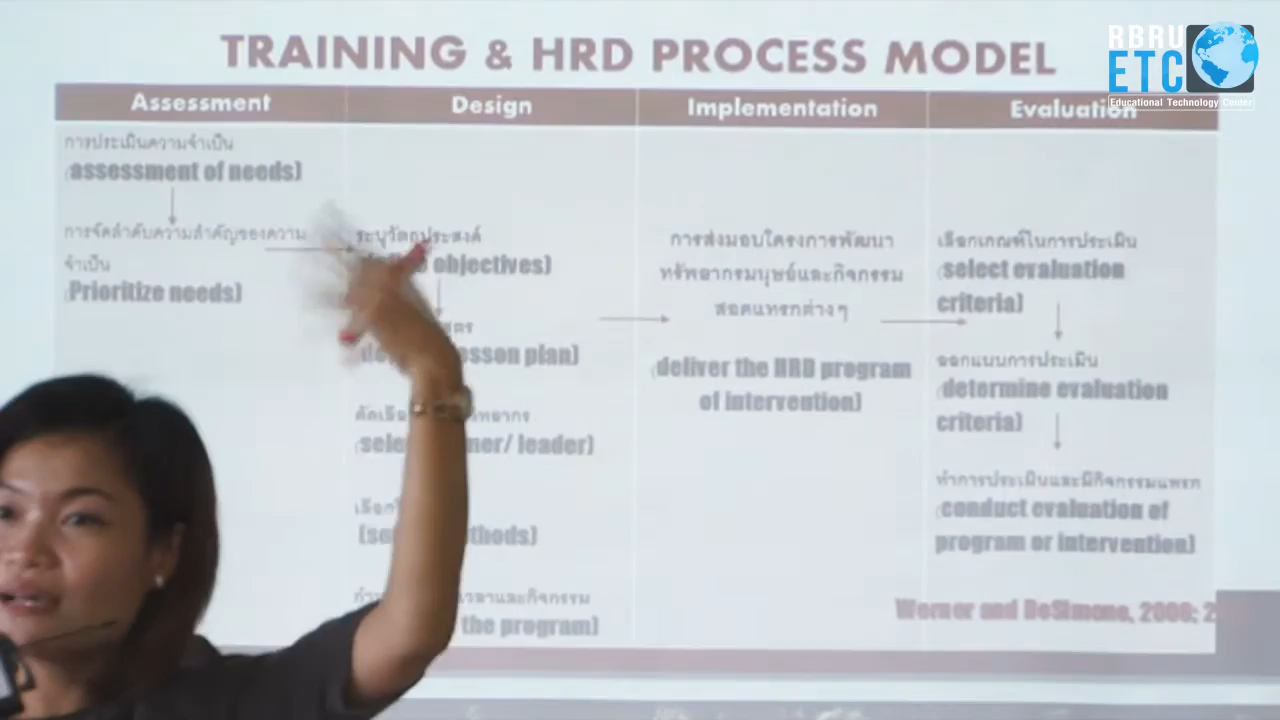 TRAINING & HRD PROCESS MODEL
RBRU
ETC
Educational Technology Center
Assessment
Design
Implementation
Evaluation
การประเมินความจำเป็น
(assessment of needs)
การจัดลำดับความสำคัญของความ
จำเป็น
(Prioritize needs)
ระบุวัตถุประสงค์
objectives)
lesson plan)
leader)
(select
the program)
การส่งมอบโครงการพัฒนา
ทรัพยากรมนุษย์และกิจกรรม
สอดแทรกต่างๆ
(deliver the HRD program
of intervention)
เลือกเกณฑ์ในการประเมิน
(select evaluation
criteria)
ออกแบบการประเมิน
(determine evaluation
criteria)
ทำการประเมินและมีกิจกรรมแทรก
(conduct evaluation of
program or intervention)
Werner and DeSimone, 2006; 2